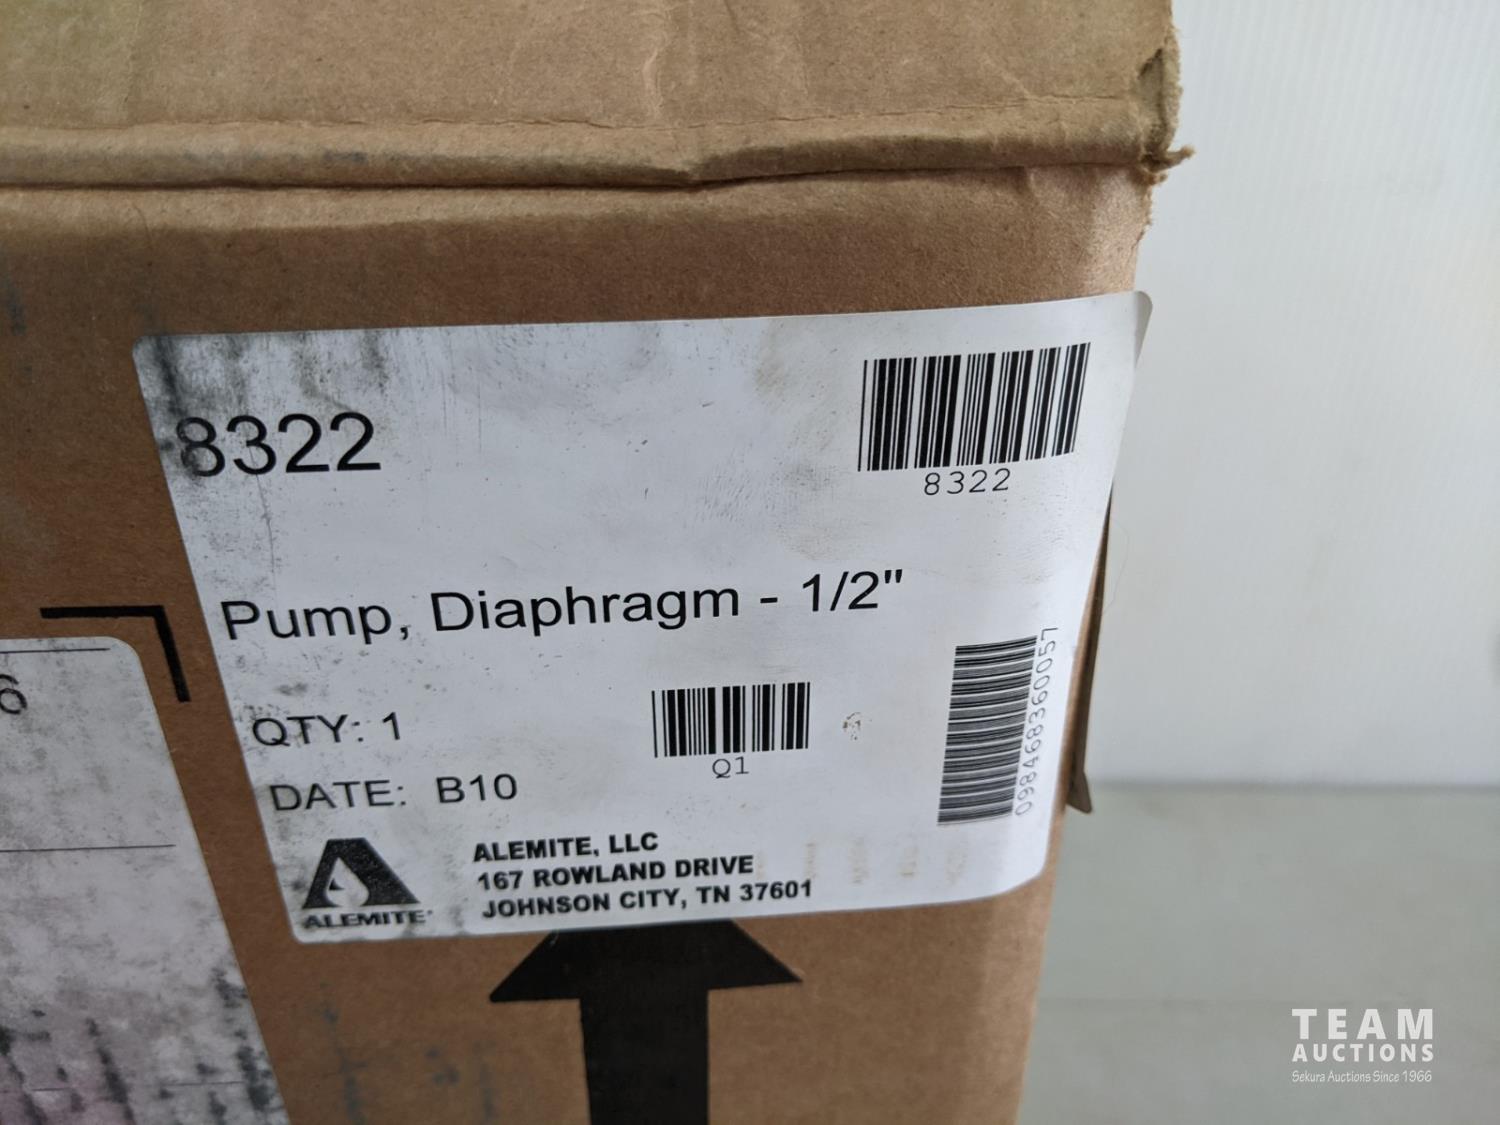 8322
8322
Pump, Diaphragm - 1/2"
QTY: 1
Q1
DATE: B10
098468360057
ALEMITE
ALEMITE, LLC
167 ROWLAND DRIVE
JOHNSON CITY, TN 37601
6
TEAM
AUCTIONS
Sekura Auctions Since 1966